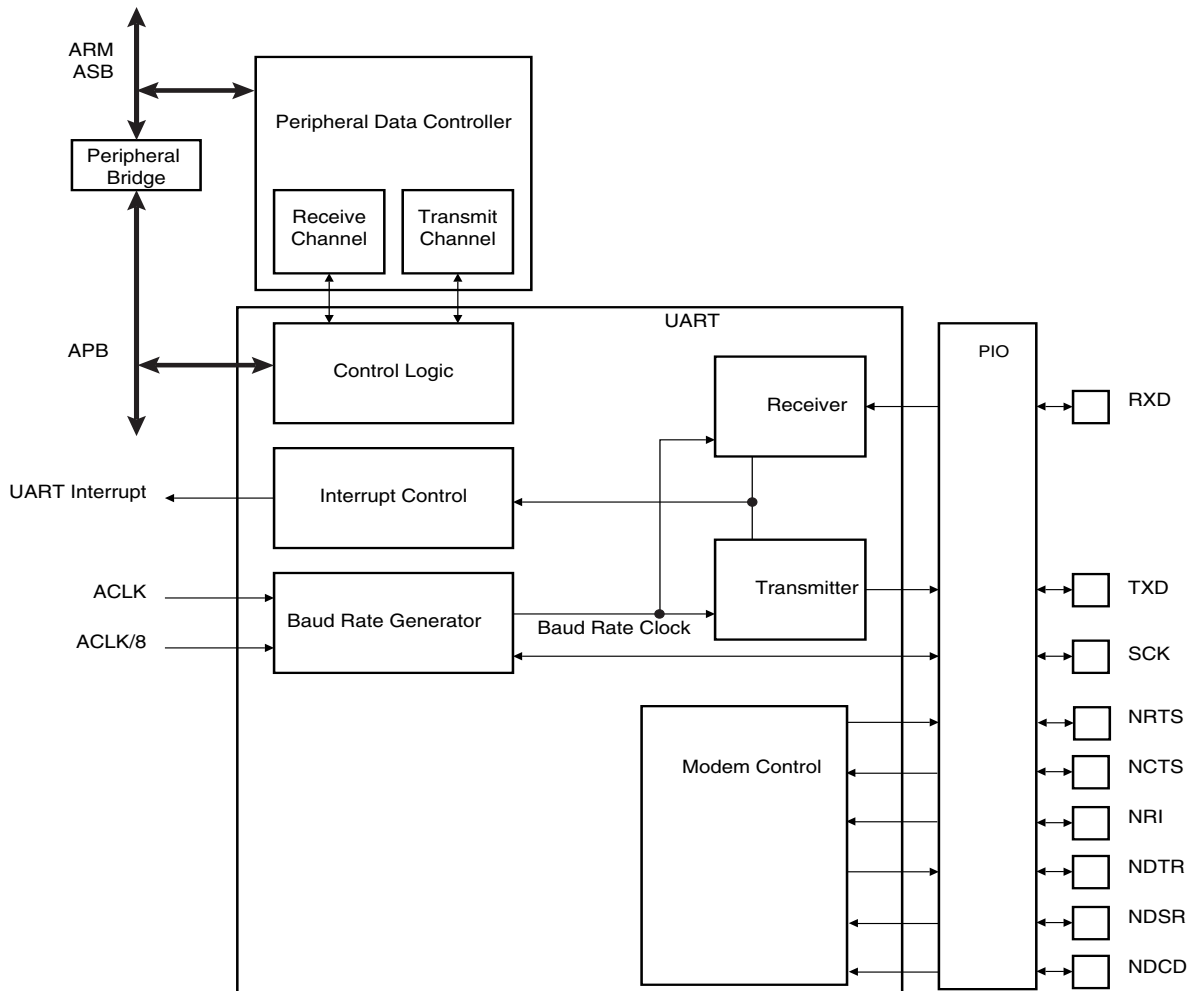 ARM
ASB
Peripheral Data Controller
Peripheral
Bridge
Receive
Channel
Transmit
Channel
UART
PIO
APB
Control Logic
Receiver
RXD
UART Interrupt
Interrupt Control
ACLK
Transmitter
TXD
Baud Rate Generator
Baud Rate Clock
ACLK/8
SCK
NRTS
Modem Control
NCTS
NRI
NDTR
NDSR
NDCD